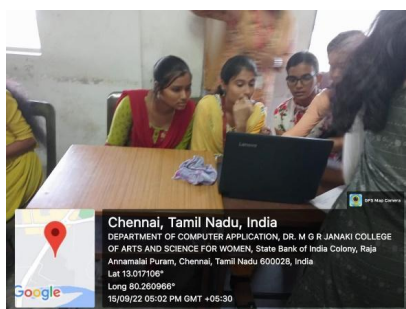 lenovo
GPS Map Camera
Chennai, Tamil Nadu, India
DEPARTMENT OF COMPUTER APPLICATION, DR. M G R JANAKI COLLEGE
OF ARTS AND SCIENCE FOR WOMEN, State Bank of India Colony, Raja
Annamalai Puram, Chennai, Tamil Nadu 600028, India
Lat 13.017106°
Long 80.260966°
15/09/22 05:02 PM GMT +05:30
Google